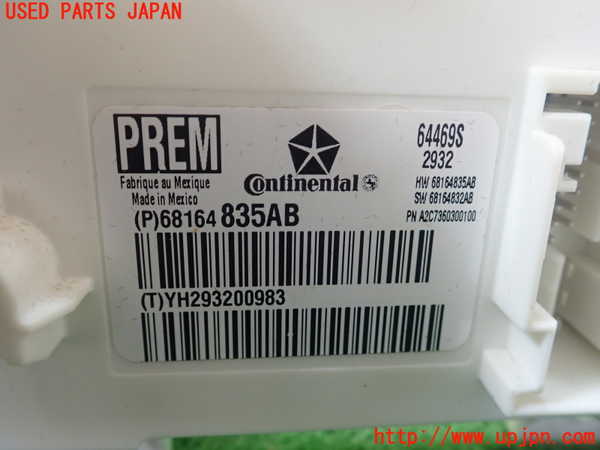 USED PARTS JAPAN
PREM
Fabrique au Mexique
Made in Mexico
Continental
64469S
2932
HW 68164835AB
SW 68164832AB
PN A2C7360300100
(P)68164 835AB
(T)YH293200983
http://www.upjpn.com/